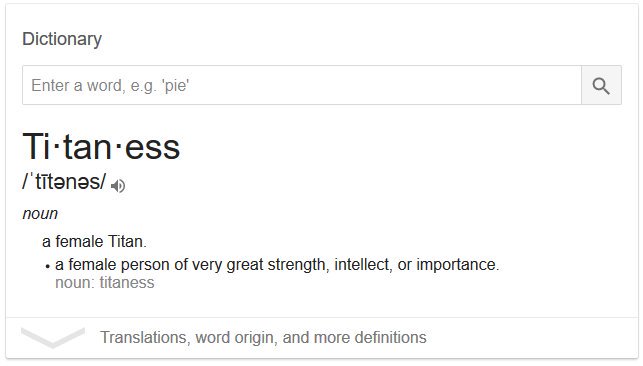 Dictionary
Enter a word, e.g. 'pie'
Ti·tan·ess
/ˈtītənəs/
noun
a female Titan.
• a female person of very great strength, intellect, or importance.
noun: titaness
Translations, word origin, and more definitions